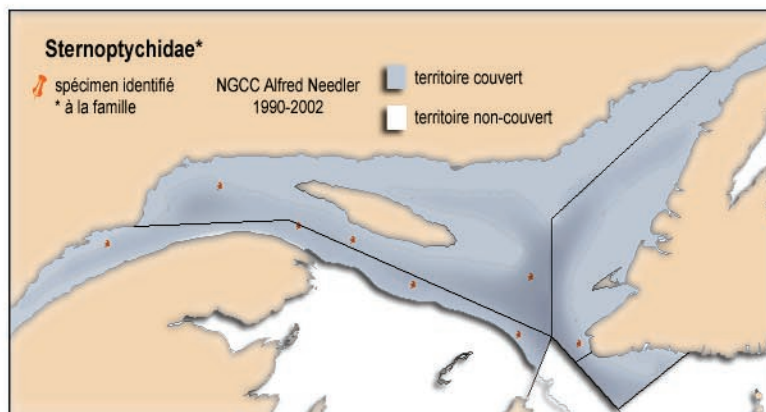 Sternoptychidae*
spécimen identifié
* à la famille
NGCC Alfred Needler
1990-2002
territoire couvert
territoire non-couvert